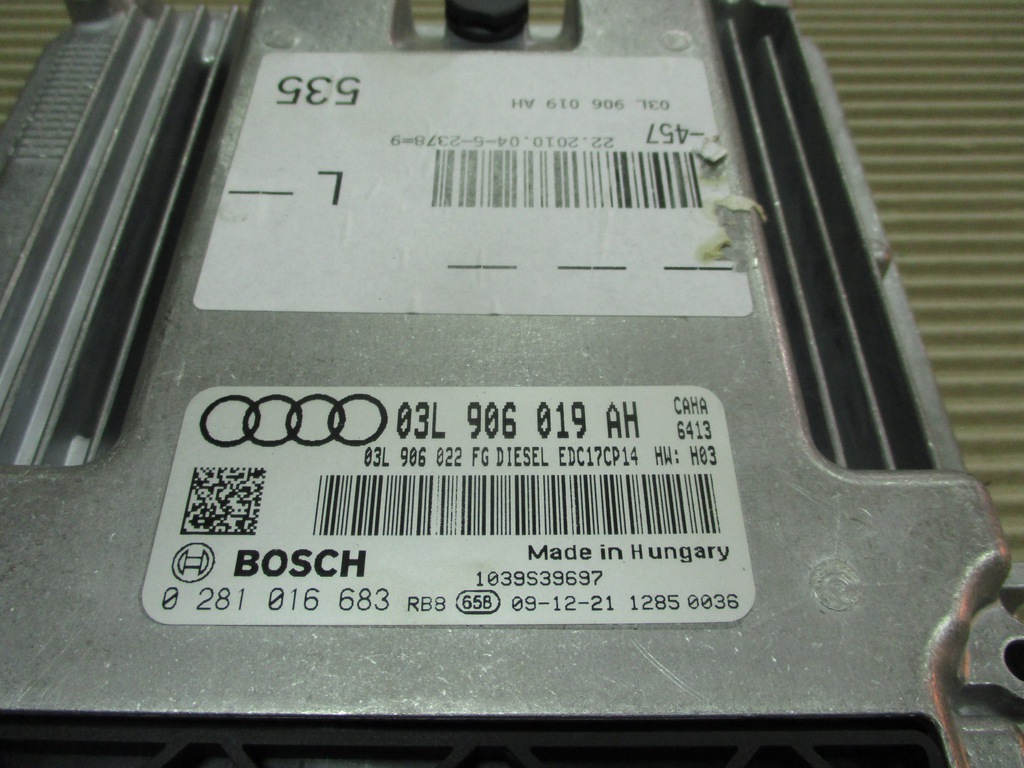 535
03L 906 019 AH
-457
22.2010.04-5-2378=9
L
03L 906 019 AH
CAHA
6413
03L 906 022 FG DIESEL EDC17CP14 HW: H03
BOSCH
Made in Hungary
1039S39697
0 281 016 683 RB8 65B 09-12-21 1285 0036